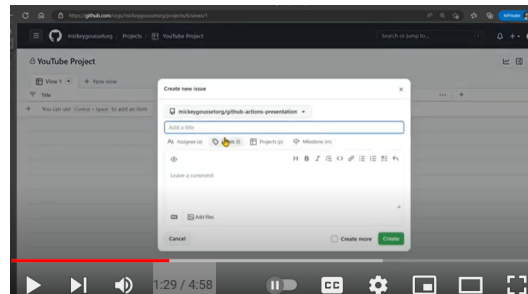 https://github.com/orgs/mickeygoussetorg/projects/6/views/1
InPrivate
mickeygoussetorg / Projects / YouTube Project
Search or jump to...
YouTube Project
View 1
+ New view
Title
+ You can use Control + Space to add an item
Create new issue
mickeygoussetorg/github-actions-presentation
Add a title
Assignee (a)
Projects (p)
Milestone (m)
H B I
Leave a comment
Add files
Cancel
Create more
Create
1:29 / 4:58
CC